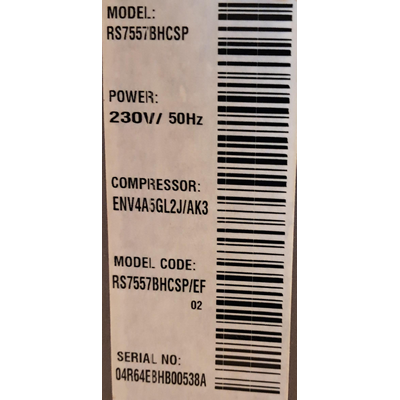 MODEL:
RS7557BHCSP
POWER:
230V/ 50Hz
COMPRESSOR:
ENV4A5GL2J/AK3
MODEL CODE:
RS7557BHCSP/EF
02
SERIAL NO:
04R64EBHB00538A